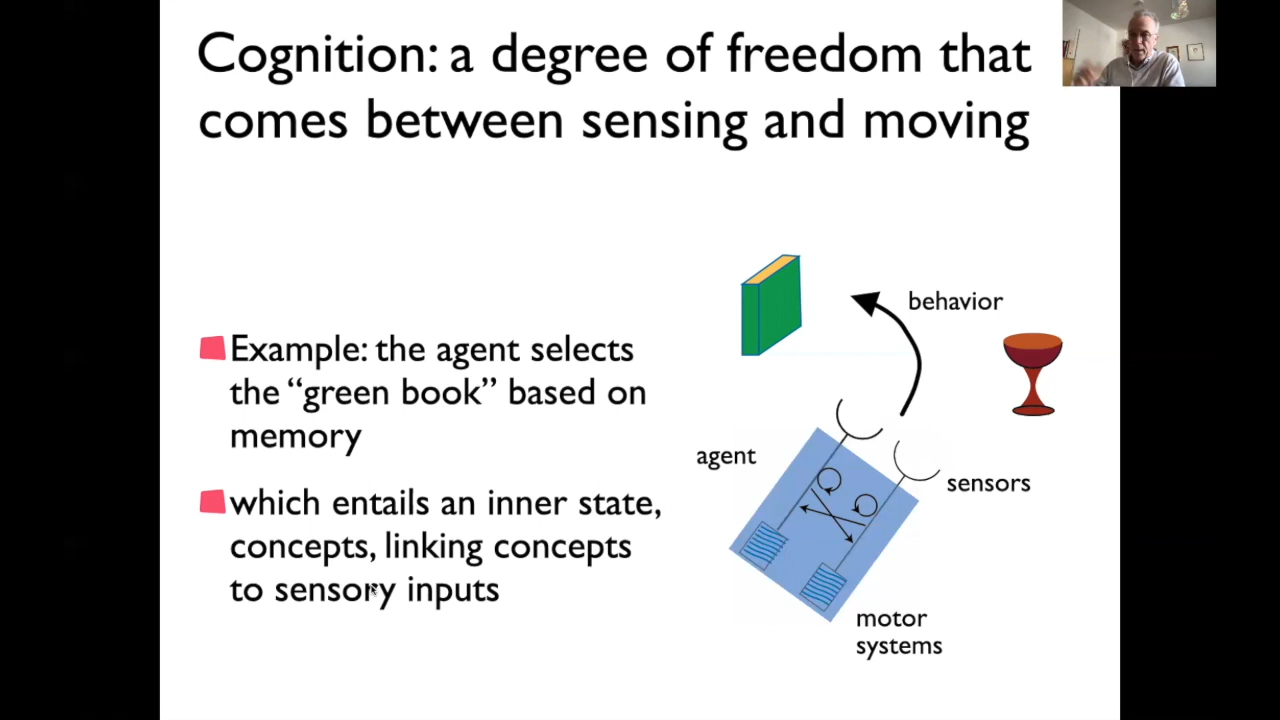 Cognition: a degree of freedom that
comes between sensing and moving
Example: the agent selects
the “green book” based on
memory
which entails an inner state,
concepts, linking concepts
to sensory inputs
behavior
agent
sensors
motor
systems